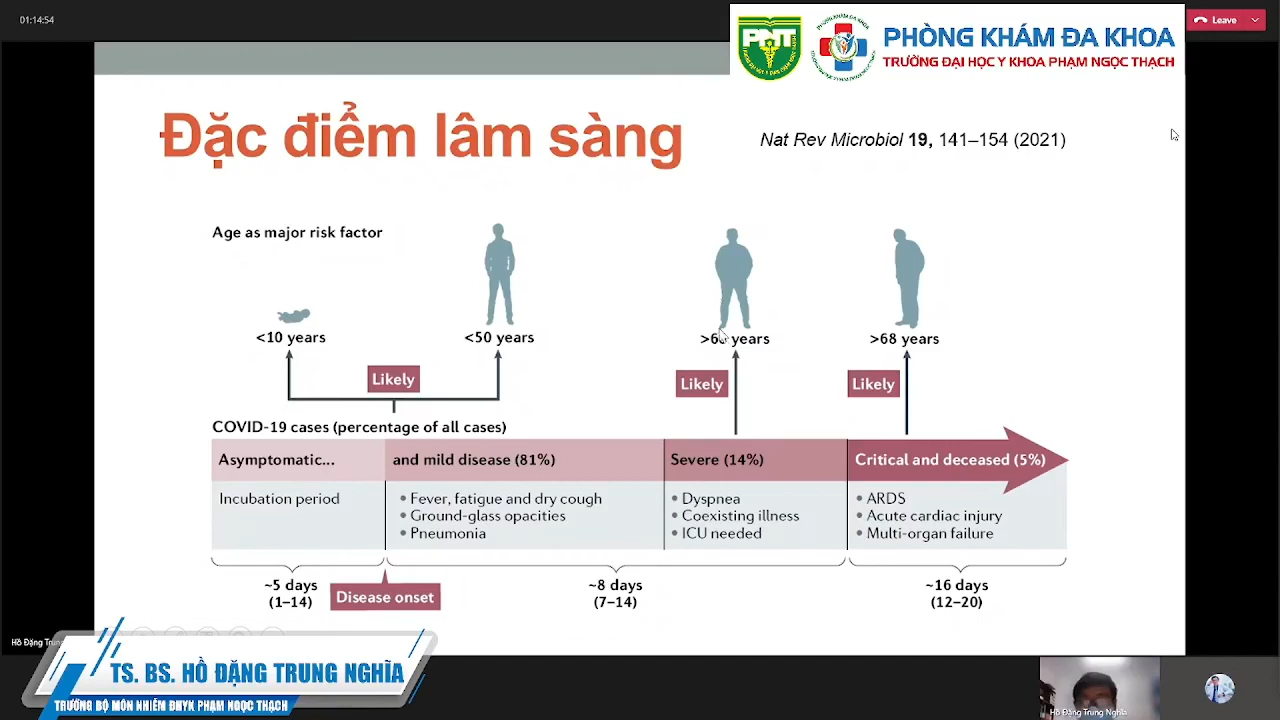 01:14:54
Leave
PNT
PHÒNG KHÁM ĐA KHOA
TRƯỜNG ĐẠI HỌC Y KHOA PHẠM NGỌC THẠCH
Đặc điểm lâm sàng
Nat Rev Microbiol 19, 141–154 (2021)
Age as major risk factor
<10 years
<50 years
years
>68 years
Likely
Likely
Likely
COVID-19 cases (percentage of all cases)
Asymptomatic...
and mild disease (81%)
Severe (14%)
Critical and deceased (5%)
Incubation period
• Fever, fatigue and dry cough
• Ground-glass opacities
• Pneumonia
• Dyspnea
• Coexisting illness
• ICU needed
• ARDS
• Acute cardiac injury
• Multi-organ failure
~5 days
(1–14)
Disease onset
~8 days
(7–14)
~16 days
(12–20)
Hồ Đặng Trung
TS. BS. HỒ ĐẶNG TRUNG NGHĨA
TRƯỞNG BỘ MÔN NHIỄM ĐHYK PHẠM NGỌC THẠCH
Hồ Đặng Trung Nghĩa